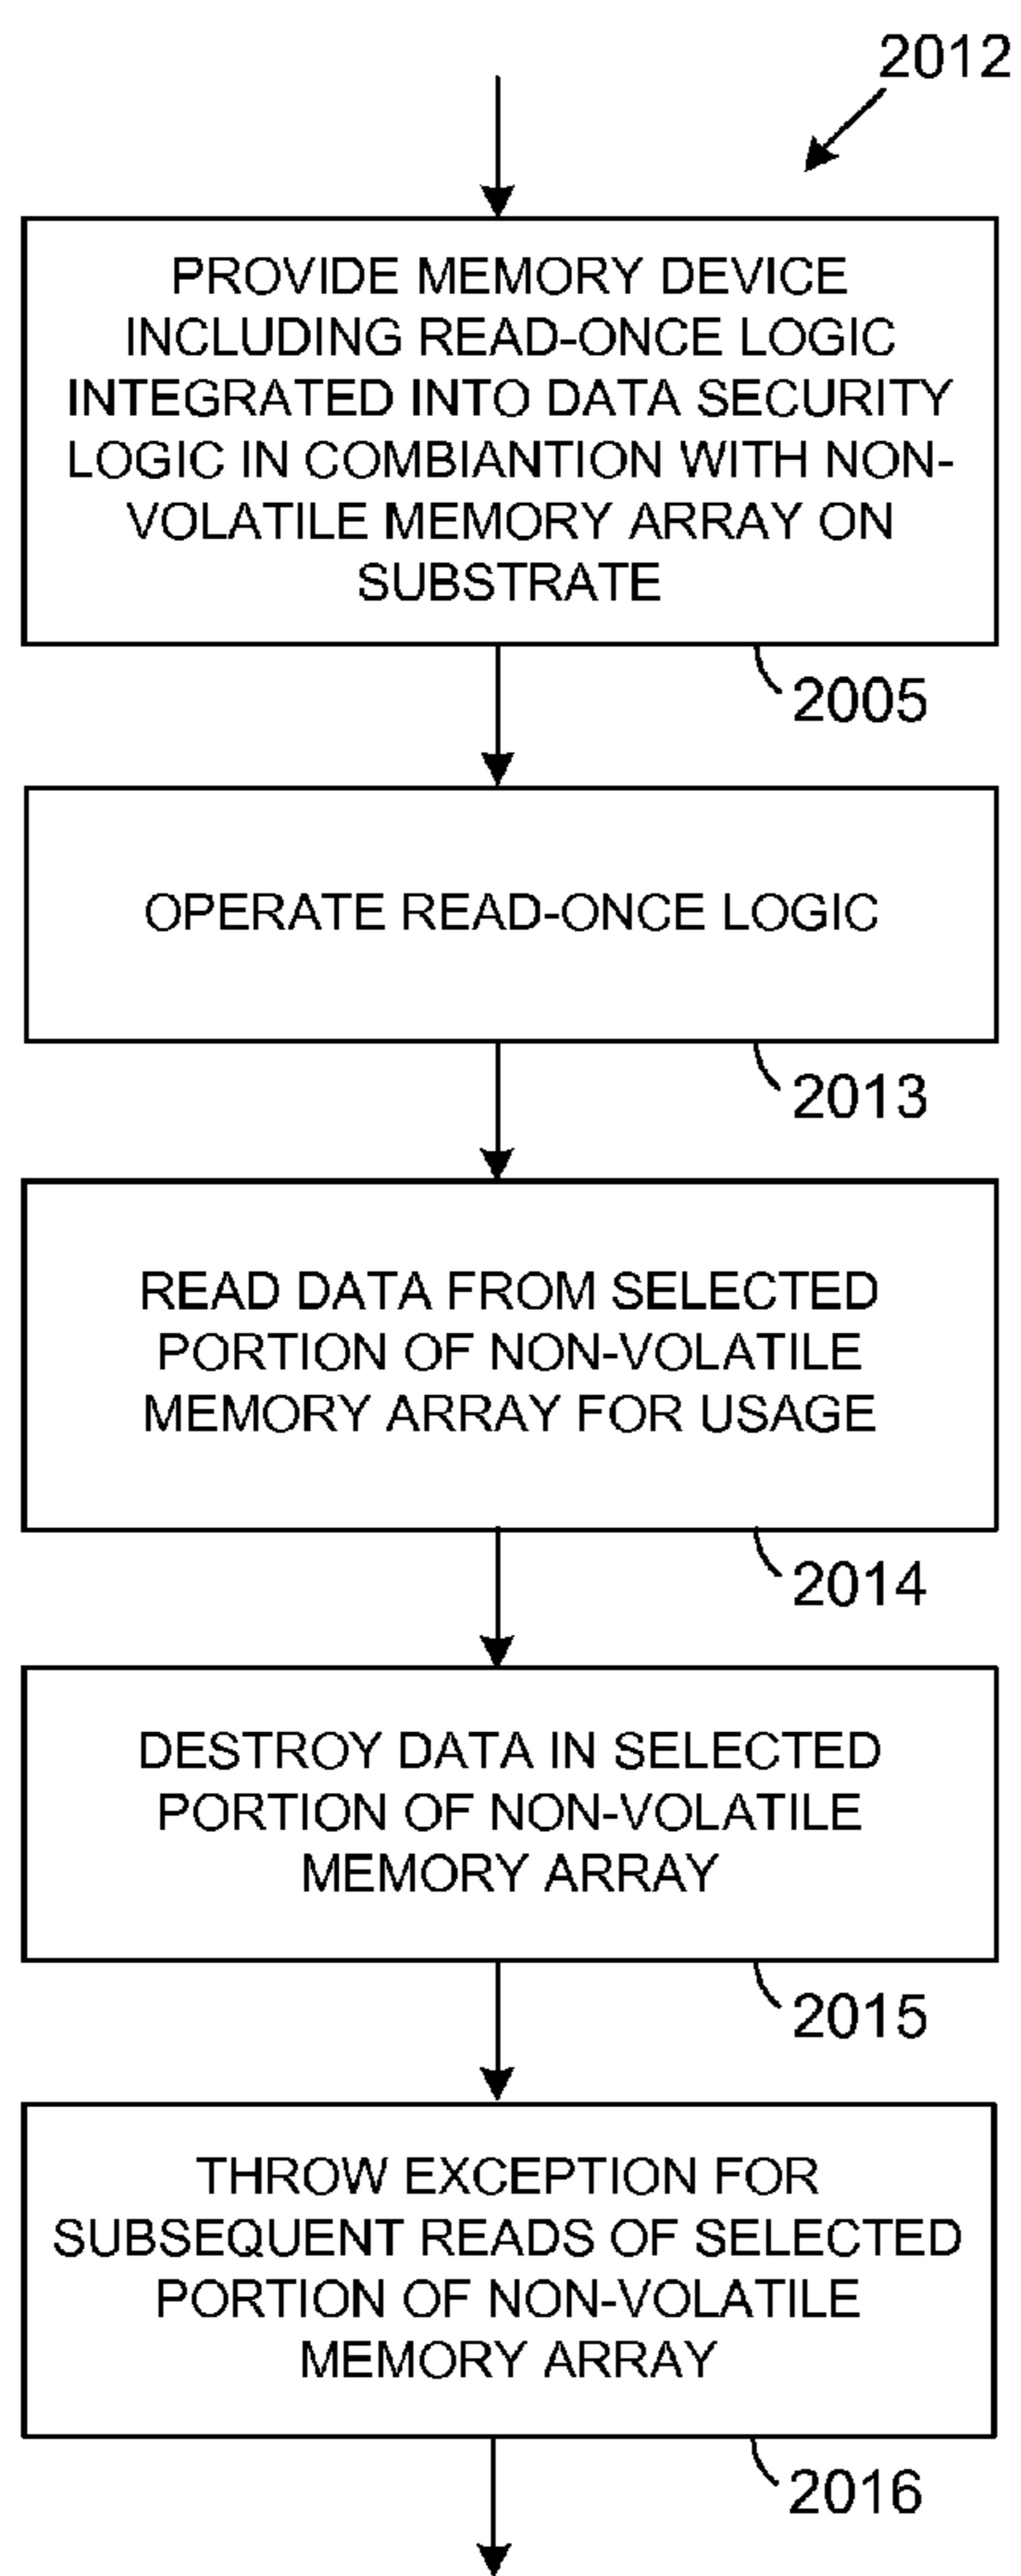 2012
PROVIDE MEMORY DEVICE
INCLUDING READ-ONCE LOGIC
INTEGRATED INTO DATA SECURITY
LOGIC IN COMBIANTION WITH NON-
VOLATILE MEMORY ARRAY ON
SUBSTRATE
2005
OPERATE READ-ONCE LOGIC
2013
READ DATA FROM SELECTED
PORTION OF NON-VOLATILE
MEMORY ARRAY FOR USAGE
2014
DESTROY DATA IN SELECTED
PORTION OF NON-VOLATILE
MEMORY ARRAY
2015
THROW EXCEPTION FOR
SUBSEQUENT READS OF SELECTED
PORTION OF NON-VOLATILE
MEMORY ARRAY
2016